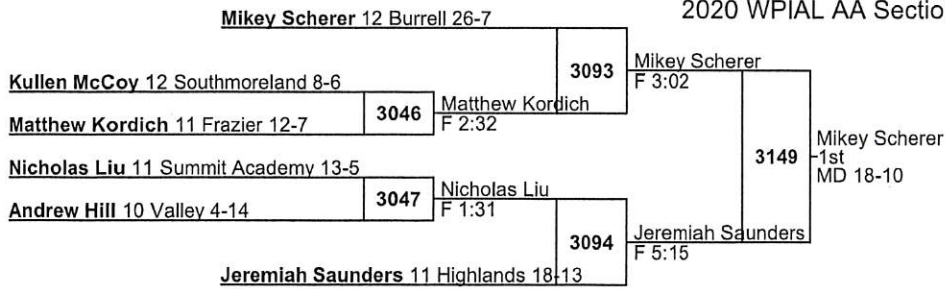 2020 WPIAL AA Sectio
Mikey Scherer 12 Burrell 26-7
3093
Mikey Scherer
F 3:02
Kullen McCoy 12 Southmoreland 8-6
3046
Matthew Kordich
F 2:32
Matthew Kordich 11 Frazier 12-7
3149
Mikey Scherer
1st
MD 18-10
Nicholas Liu 11 Summit Academy 13-5
3047
Nicholas Liu
F 1:31
Andrew Hill 10 Valley 4-14
3094
Jeremiah Saunders
F 5:15
Jeremiah Saunders 11 Highlands 18-13